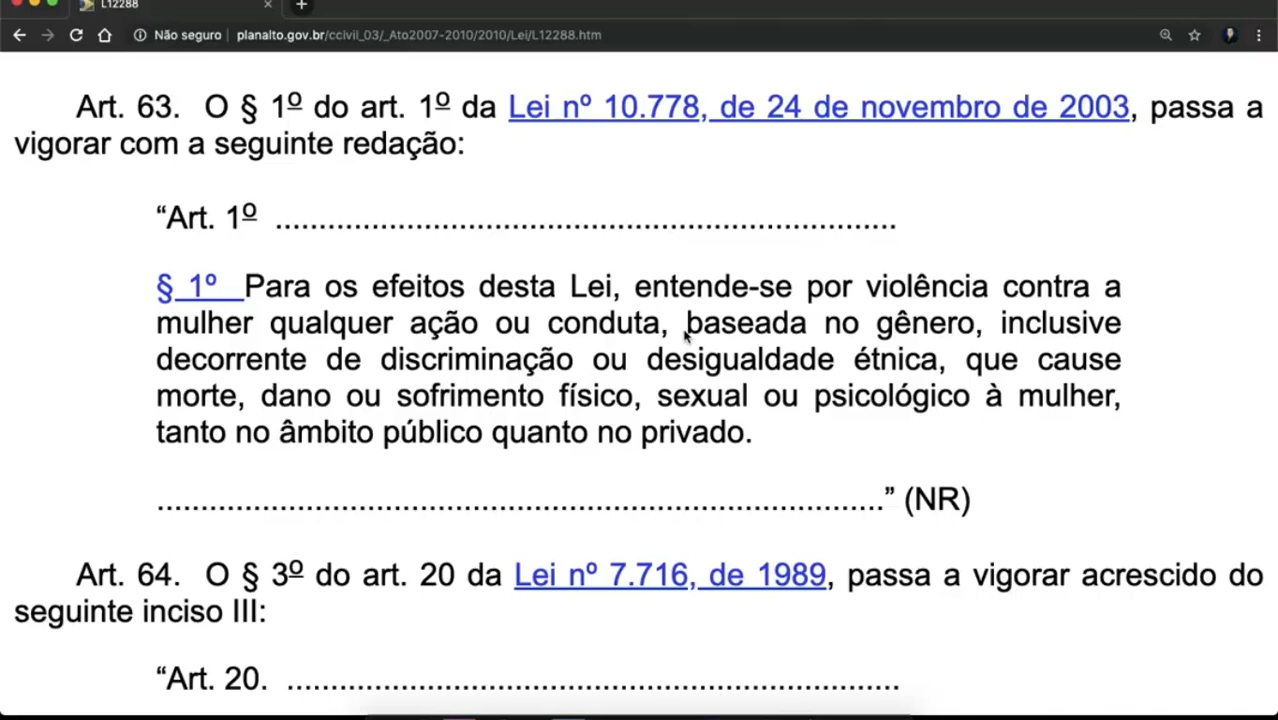 L12288
Não seguro planalto.gov.br/ccivil_03/_Ato2007-2010/2010/Lei/L12288.htm
Art. 63. O § 1º do art. 1º da Lei nº 10.778, de 24 de novembro de 2003, passa a
vigorar com a seguinte redação:
“Art. 1º ......................................................................
§ 1º Para os efeitos desta Lei, entende-se por violência contra a
mulher qualquer ação ou conduta, baseada no gênero, inclusive
decorrente de discriminação ou desigualdade étnica, que cause
morte, dano ou sofrimento físico, sexual ou psicológico à mulher,
tanto no âmbito público quanto no privado.
..................................................................................” (NR)
Art. 64. O § 3º do art. 20 da Lei nº 7.716, de 1989, passa a vigorar acrescido do
seguinte inciso III:
“Art. 20. ......................................................................